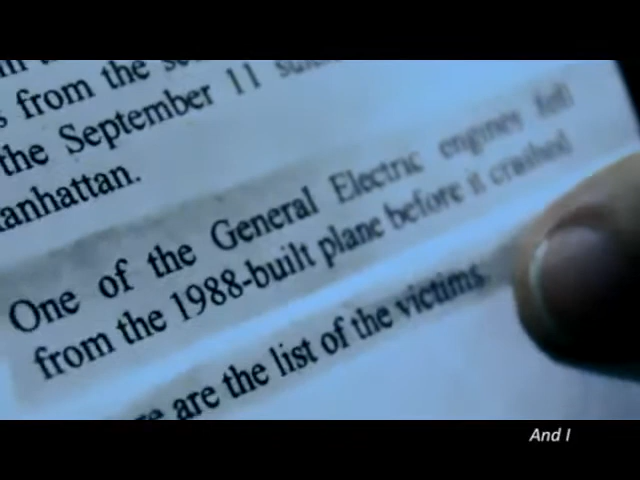 s from the
the September 11
anhattan.
One of the General Electric engines fell
from the 1988-built plane before it crashed
are the list of the victims.
And I